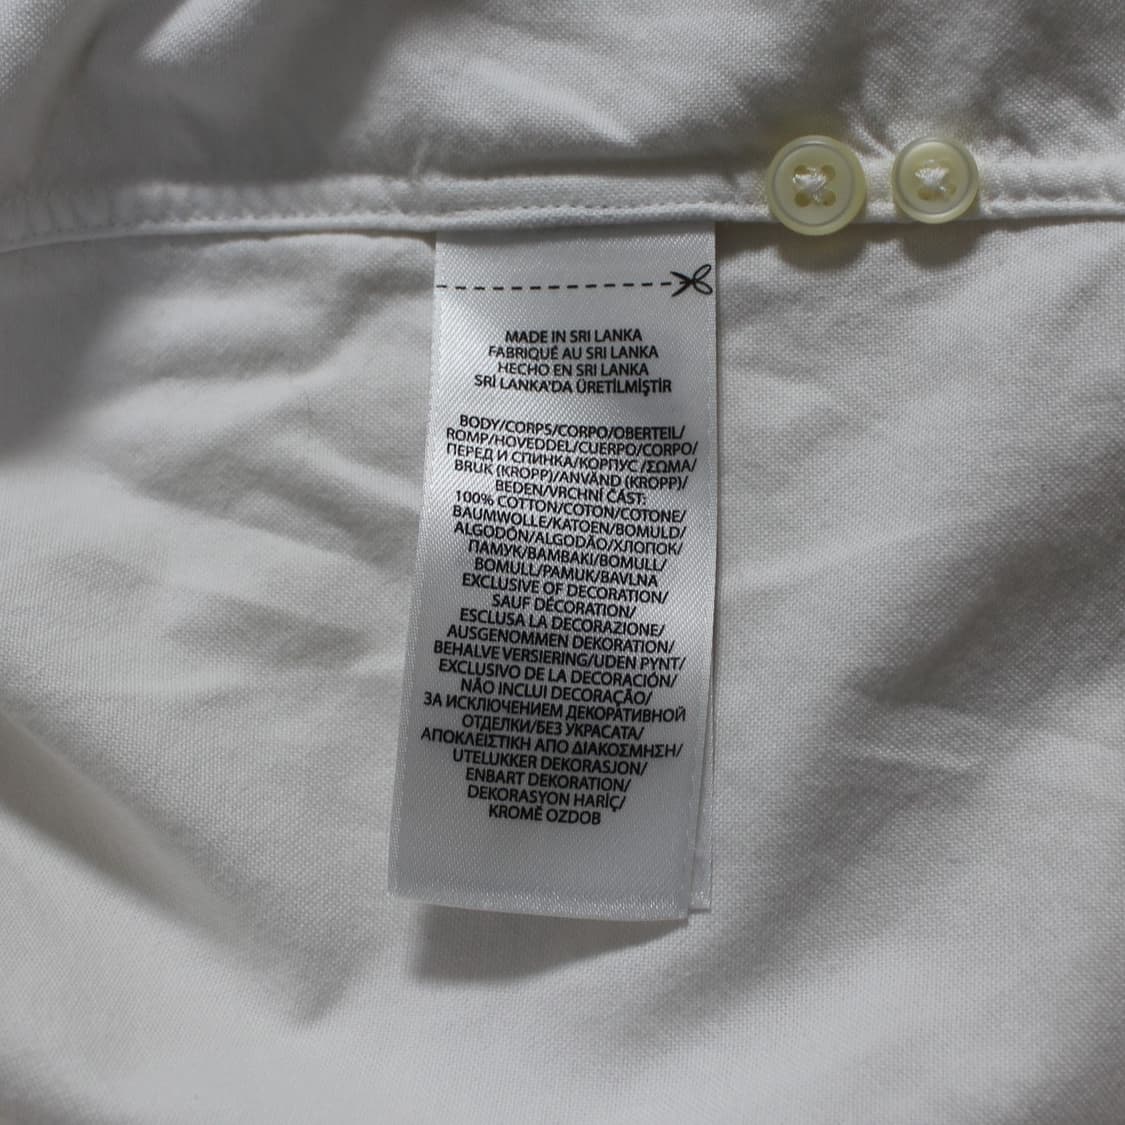 MADE IN SRI LANKA
FABRIQUÉ AU SRI LANKA
HECHO EN SRI LANKA
SRİ LANKA'DA ÜRETİLMİŞTİR
BODY/CORPS/CORPO/OBERTEIL/
ROMP/HOVEDDEL/CUERPO/CORPO/
ПЕРЕД И СПИНКА/КОРПУС/ΣΩΜΑ/
BRUK (KROPP)/ANVÄND (KROPP)/
BEDEN/VRCHNÍ ČÁST:
100% COTTON/COTON/COTONE/
BAUMWOLLE/KATOEN/BOMULD/
ALGODÓN/ALGODÃO/ХЛОПОК/
ПАМУК/ΒΑΜΒΑΚΙ/BOMULL/
BOMULL/PAMUK/BAVLNA
EXCLUSIVE OF DECORATION/
SAUF DÉCORATION/
ESCLUSA LA DECORAZIONE/
AUSGENOMMEN DEKORATION/
BEHALVE VERSIERING/UDEN PYNT/
EXCLUSIVO DE LA DECORACIÓN/
NÃO INCLUI DECORAÇÃO/
ЗА ИСКЛЮЧЕНИЕМ ДЕКОРАТИВНОЙ
ОТДЕЛКИ/БЕЗ УКРАСАТА/
ΑΠΟΚΛΕΙΣΤΙΚΗ ΑΠΟ ΔΙΑΚΟΣΜΗΣΗ/
UTELUKKER DEKORASJON/
ENBART DEKORATION/
DEKORASYON HARİÇ/
KROMĚ OZDOB